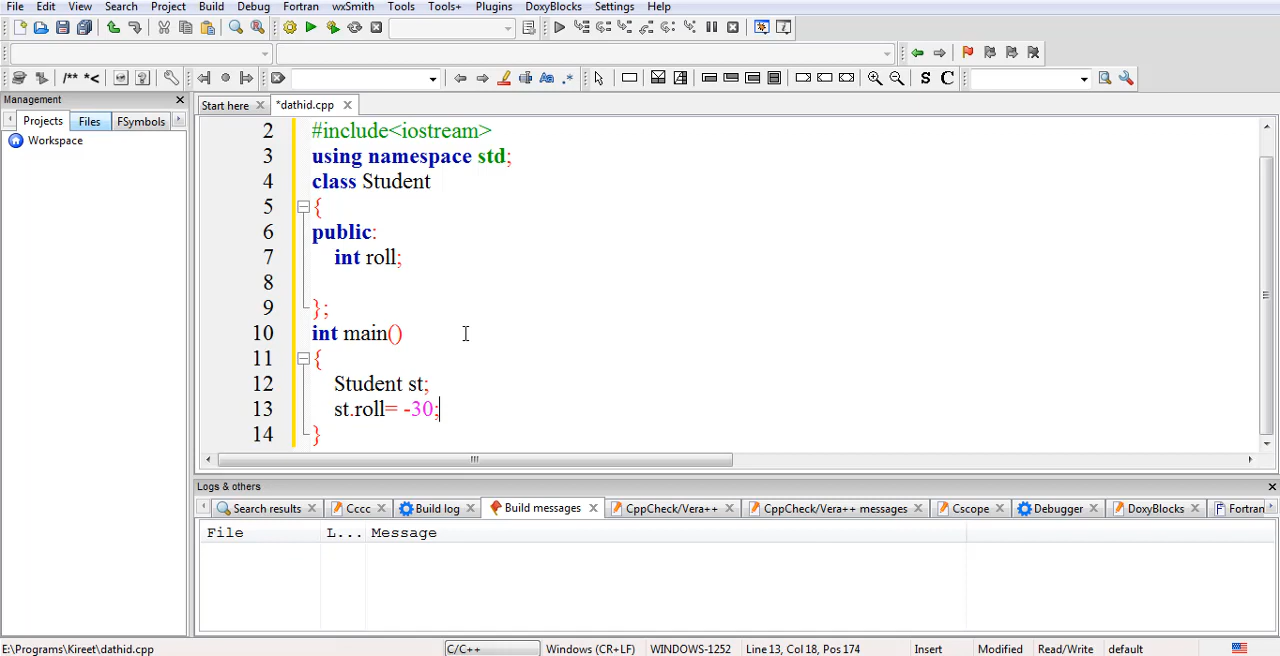 File Edit View Search Project Build Debug Fortran wxSmith Tools Tools+ Plugins DoxyBlocks Settings Help
/** *<
S C
Management
Projects Files FSymbols
Workspace
Start here *dathid.cpp
2 #include<iostream>
3 using namespace std;
4 class Student
5 {
6 public:
7 int roll;
8
9 };
10 int main()
11 {
12 Student st;
13 st.roll= -30;
14 }
Logs & others
Search results Cccc Build log Build messages CppCheck/Vera++ CppCheck/Vera++ messages Cscope Debugger DoxyBlocks Fortran
File L... Message
E:\Programs\Kireet\dathid.cpp C/C++ Windows (CR+LF) WINDOWS-1252 Line 13, Col 18, Pos 174 Insert Modified Read/Write default